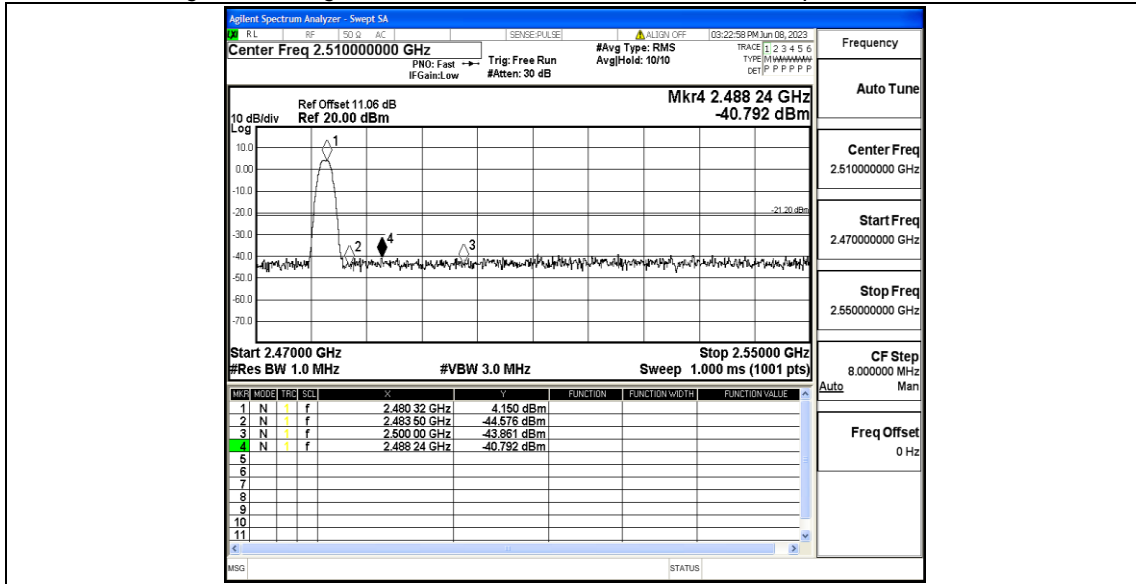 Agilent Spectrum Analyzer - Swept SA
RL RF 50 Ω AC SENSE:PULSE ALIGN OFF 03:22:58 PM Jun 08, 2023
Center Freq 2.510000000 GHz
PNO: Fast
IFGain:Low
Trig: Free Run
#Atten: 30 dB
#Avg Type: RMS
Avg|Hold: 10/10
TRACE 1 2 3 4 5 6
TYPE M WWWWW
DET P P P P P P
Mkr4 2.488 24 GHz
-40.792 dBm
Ref Offset 11.06 dB
10 dB/div Ref 20.00 dBm
Log
10.0
0.00
-10.0
-20.0
-30.0
-40.0
-50.0
-60.0
-70.0
1
2
4
3
-21.20 dBm
Start 2.47000 GHz Stop 2.55000 GHz
#Res BW 1.0 MHz #VBW 3.0 MHz Sweep 1.000 ms (1001 pts)
MKR MODE TRC SCL X Y FUNCTION FUNCTION WIDTH FUNCTION VALUE
1 N 1 f 2.480 32 GHz 4.150 dBm
2 N 1 f 2.483 50 GHz -44.576 dBm
3 N 1 f 2.500 00 GHz -43.861 dBm
4 N 1 f 2.488 24 GHz -40.792 dBm
5
6
7
8
9
10
11
MSG STATUS
Frequency
Auto Tune
Center Freq
2.510000000 GHz
Start Freq
2.470000000 GHz
Stop Freq
2.550000000 GHz
CF Step
8.000000 MHz
Auto Man
Freq Offset
0 Hz